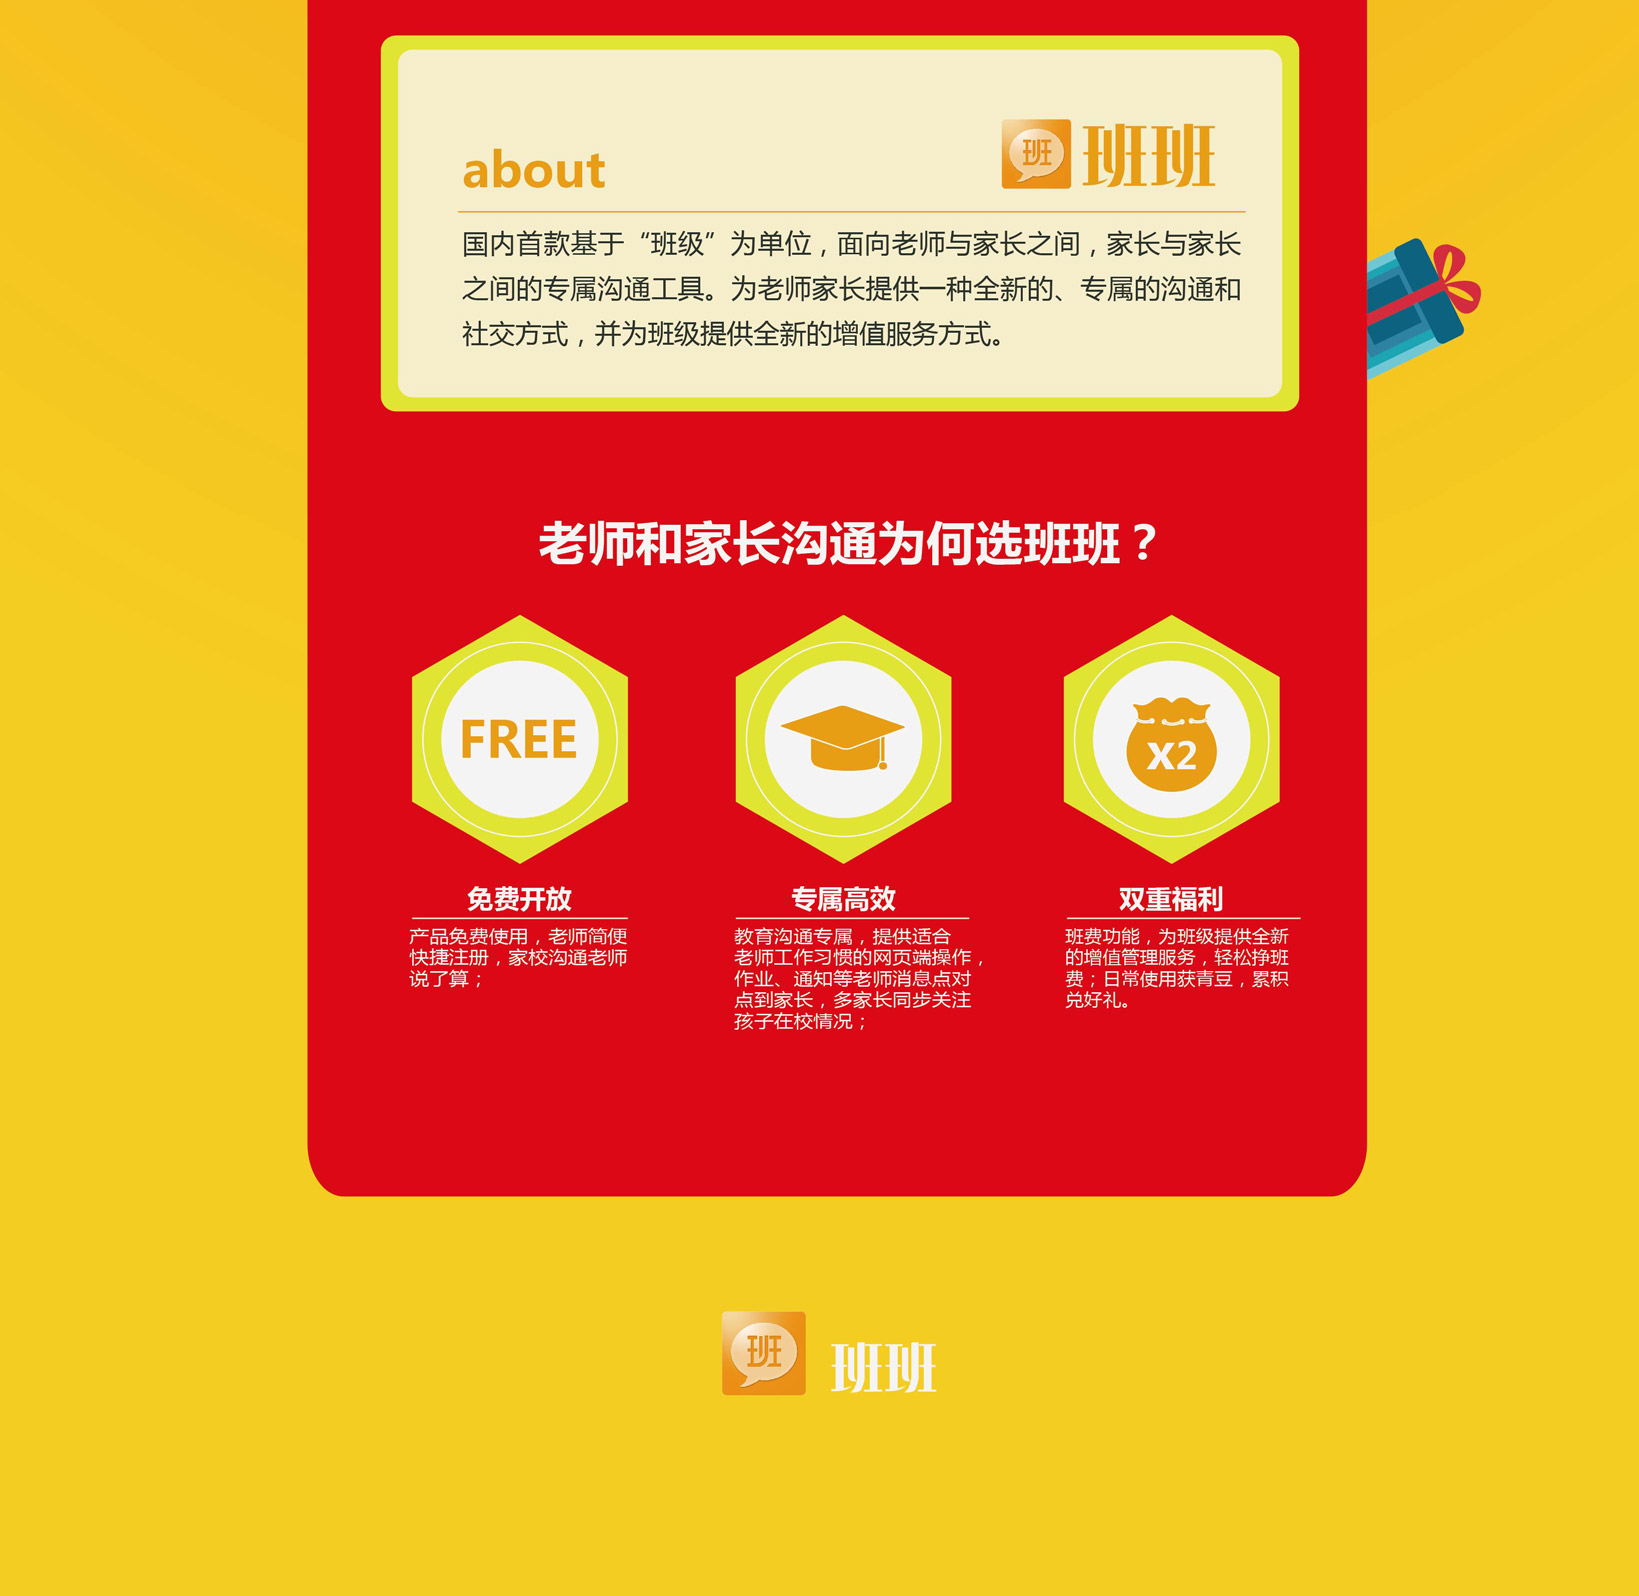 about
班 班班
国内首款基于“班级”为单位，面向老师与家长之间，家长与家长
之间的专属沟通工具。为老师家长提供一种全新的、专属的沟通和
社交方式，并为班级提供全新的增值服务方式。
老师和家长沟通为何选班班？
FREE
X2
免费开放
产品免费使用，老师简便
快捷注册，家校沟通老师
说了算；
专属高效
教育沟通专属，提供适合
老师工作习惯的网页端操作，
作业、通知等老师消息点对
点到家长，多家长同步关注
孩子在校情况；
双重福利
班费功能，为班级提供全新
的增值管理服务，轻松挣班
费；日常使用获青豆，累积
兑好礼。
班 班班